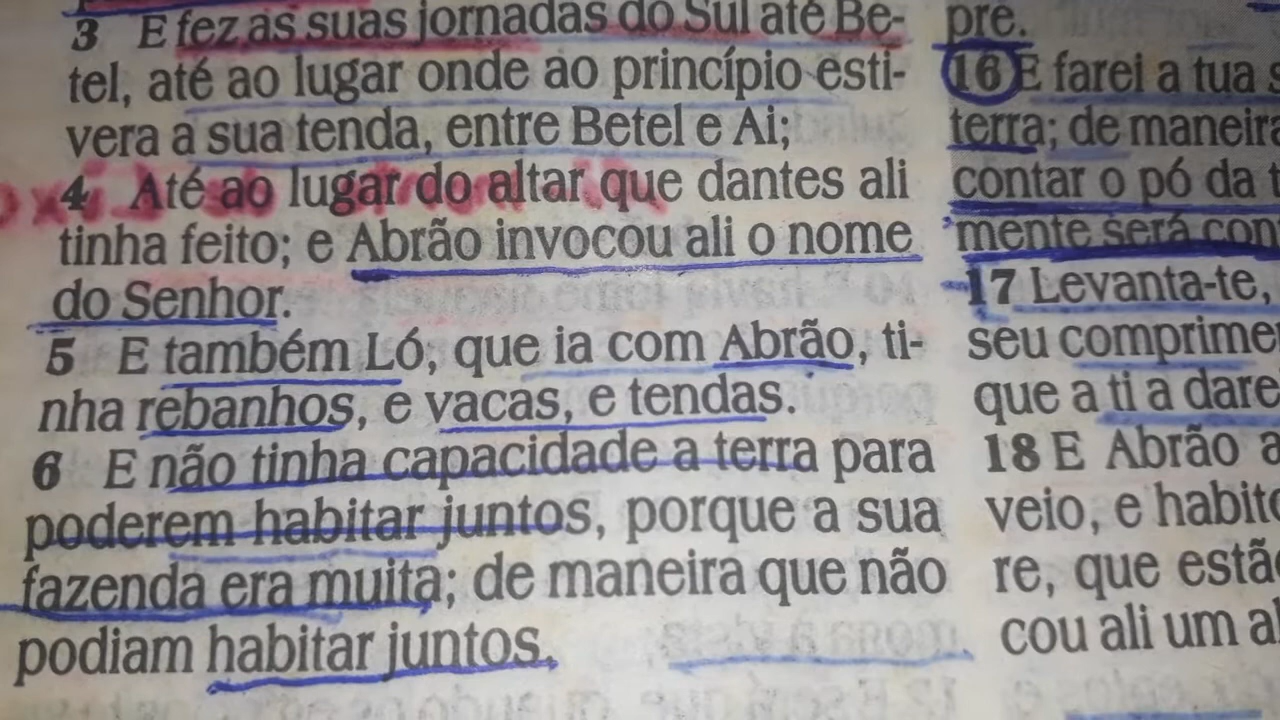 3 E fez as suas jornadas do Sul até Be-
tel, até ao lugar onde ao princípio esti-
vera a sua tenda, entre Betel e Ai;
4 Até ao lugar do altar que dantes ali
tinha feito; e Abrão invocou ali o nome
do Senhor.
5 E também Ló, que ia com Abrão, ti-
nha rebanhos, e vacas, e tendas.
6 E não tinha capacidade a terra para
poderem habitar juntos, porque a sua
fazenda era muita; de maneira que não
podiam habitar juntos.
pre.
16 E farei a tua s
terra; de maneira
contar o pó da t
mente será con
17 Levanta-te,
seu comprime
que a ti a dare
18 E Abrão a
veio, e habito
re, que estão
cou ali um al